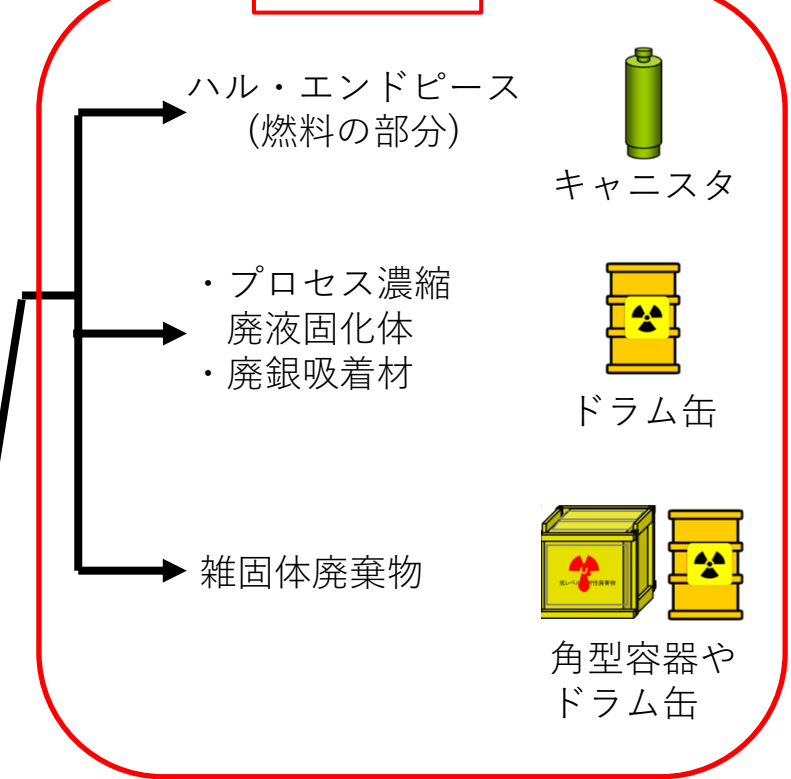 ハル・エンドピース
(燃料の部分)
キャニスタ
・プロセス濃縮
廃液固化体
・廃銀吸着材
ドラム缶
雑固体廃棄物
角型容器や
ドラム缶